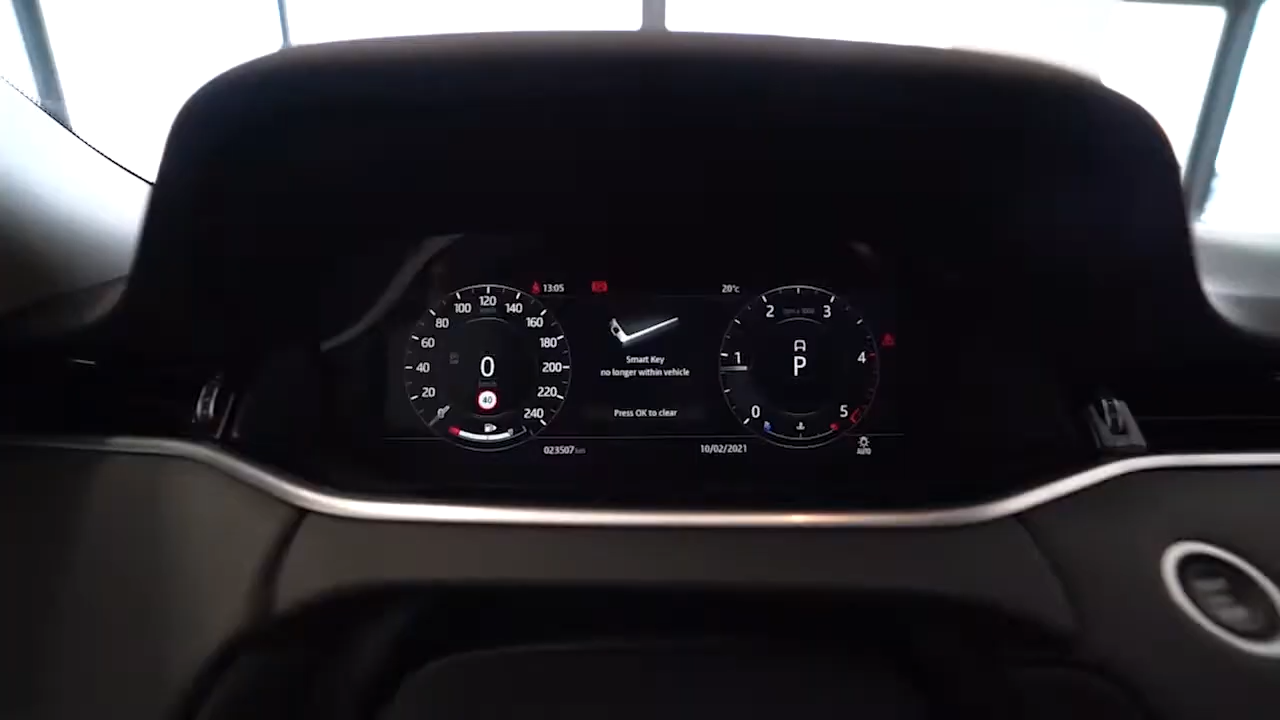 13:05
20°c
20
40
60
80
100
120
140
160
180
200
220
240
0
km/h
40
Smart Key
no longer within vehicle
Press OK to clear
0
1
2
3
4
5
P
023507 km
10/02/2021
AUTO